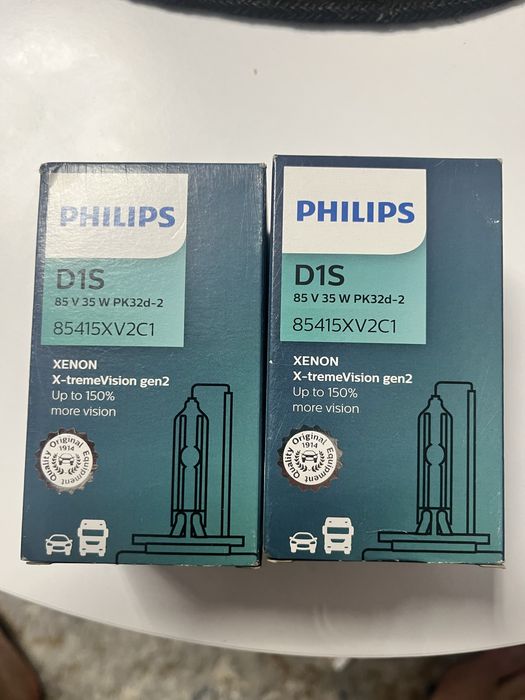 PHILIPS
D1S
85 V 35 W PK32d-2
85415XV2C1
XENON
X-tremeVision gen2
Up to 150%
more vision
Quality Original Equipment
1914
PHILIPS
D1S
85 V 35 W PK32d-2
85415XV2C1
XENON
X-tremeVision gen2
Up to 150%
more vision
Quality Original Equipment
1914